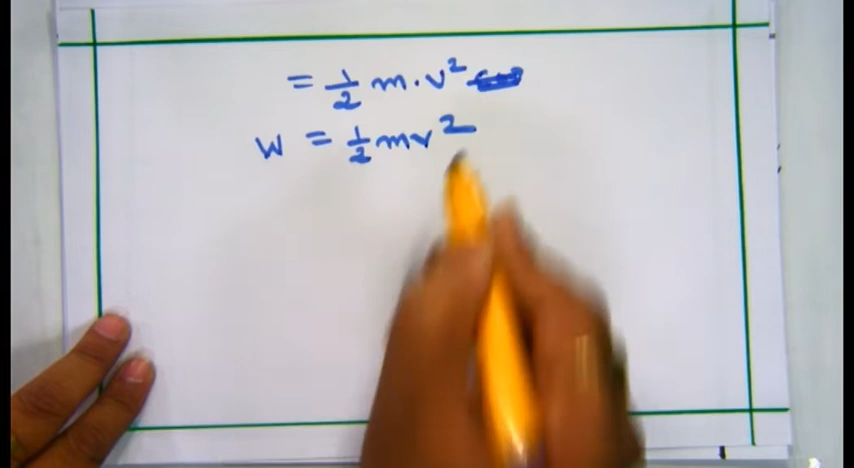 = 1/2 m . v²
W = 1/2 mv²